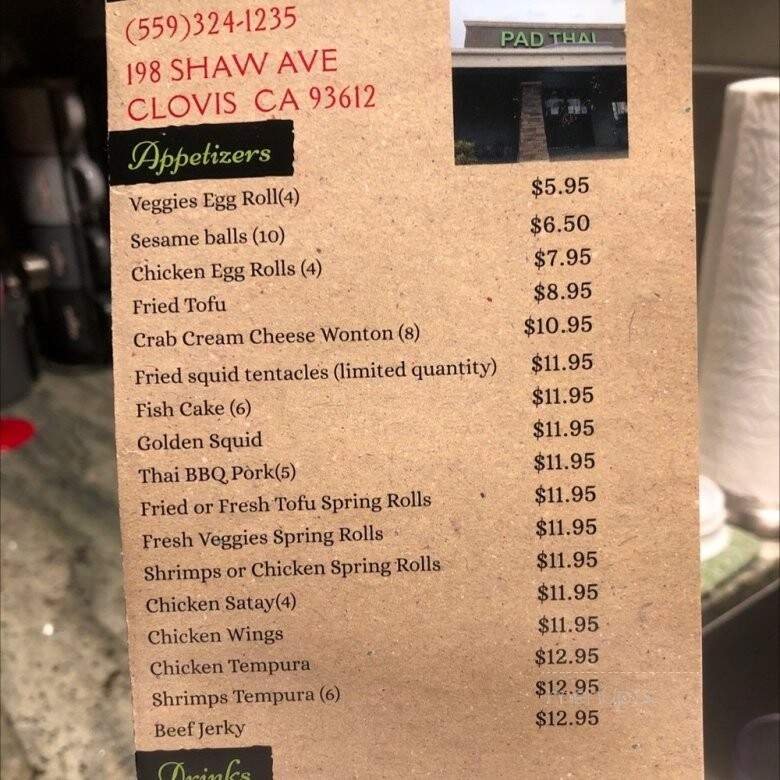 (559)324-1235
198 SHAW AVE
CLOVIS CA 93612
PAD THAI
Appetizers
Veggies Egg Roll(4) $5.95
Sesame balls (10) $6.50
Chicken Egg Rolls (4) $7.95
Fried Tofu $8.95
Crab Cream Cheese Wonton (8) $10.95
Fried squid tentacles (limited quantity) $11.95
Fish Cake (6) $11.95
Golden Squid $11.95
Thai BBQ Pork(5) $11.95
Fried or Fresh Tofu Spring Rolls $11.95
Fresh Veggies Spring Rolls $11.95
Shrimps or Chicken Spring Rolls $11.95
Chicken Satay(4) $11.95
Chicken Wings $11.95
Chicken Tempura $12.95
Shrimps Tempura (6) $12.95
Beef Jerky $12.95
Drinks